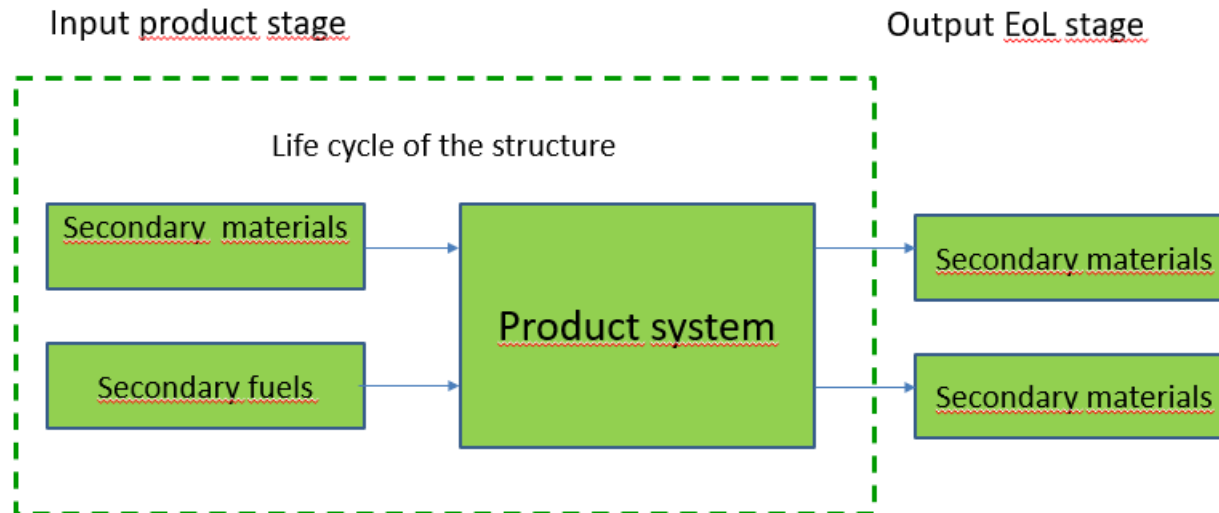 Input product stage
Output EoL stage
Life cycle of the structure
Secondary materials
Secondary materials
Product system
Secondary fuels
Secondary materials